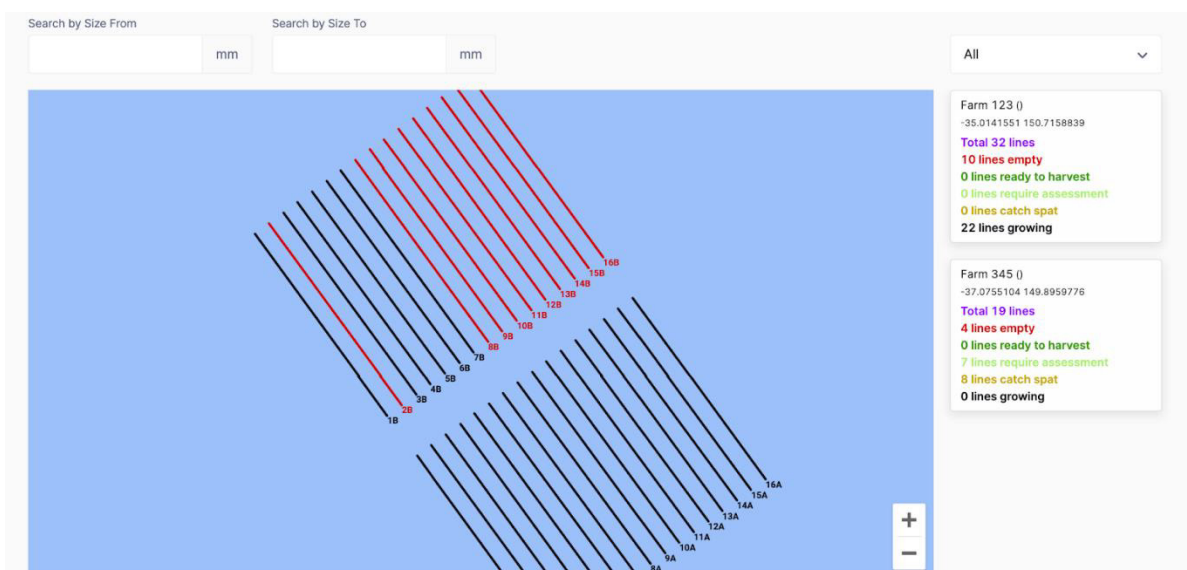 Search by Size From
Search by Size To
mm
mm
All
Farm 123 ()
-35.0141551 150.7158839
Total 32 lines
10 lines empty
0 lines ready to harvest
0 lines require assessment
0 lines catch spat
22 lines growing
Farm 345 ()
-37.0755104 149.8959776
Total 19 lines
4 lines empty
0 lines ready to harvest
7 lines require assessment
8 lines catch spat
0 lines growing
16B
15B
14B
13B
12B
11B
10B
9B
8B
7B
6B
5B
4B
3B
2B
1B
16A
15A
14A
13A
12A
11A
10A
9A
8A
+
−